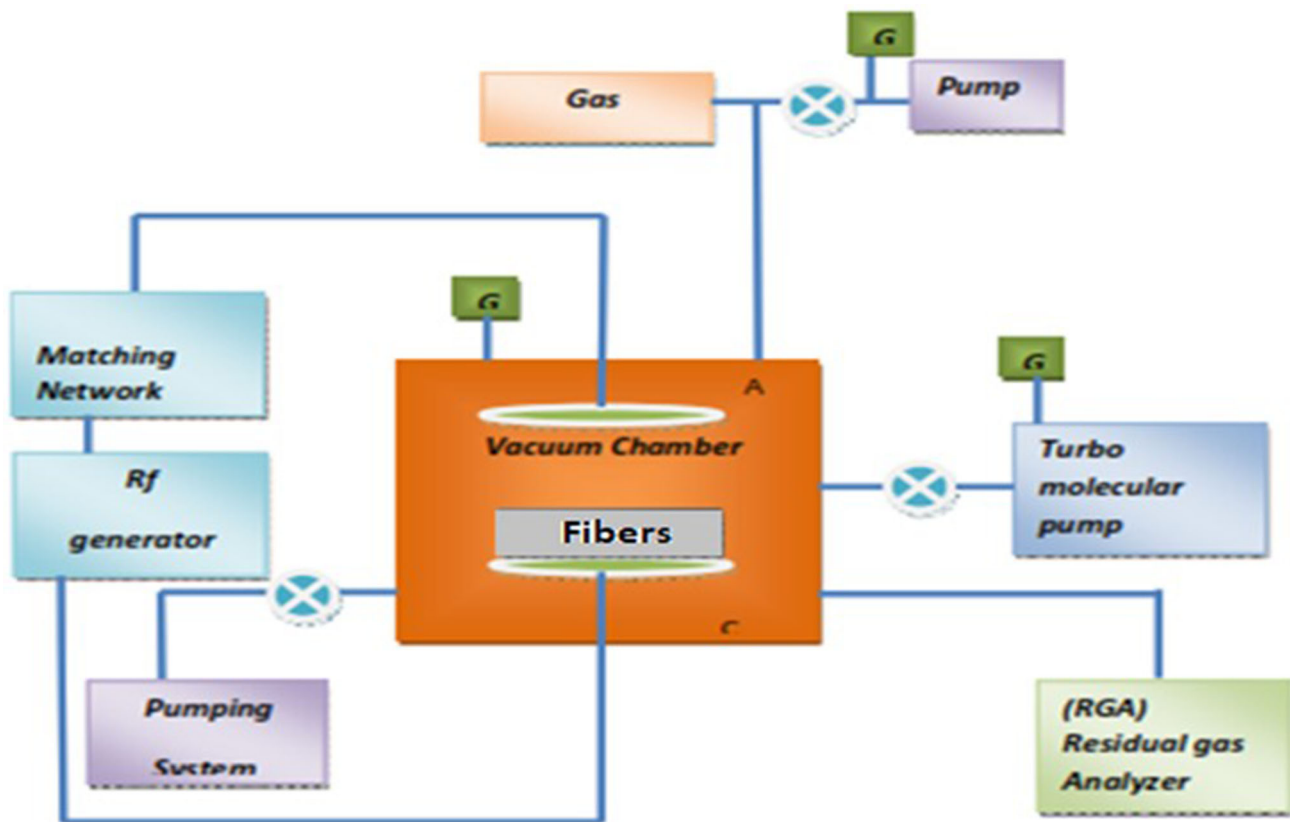 G
Gas
Pump
G
Matching
Network
A
Vacuum Chamber
G
Turbo
molecular
pump
Rf
generator
Fibers
C
Pumping
System
(RGA)
Residual gas
Analyzer